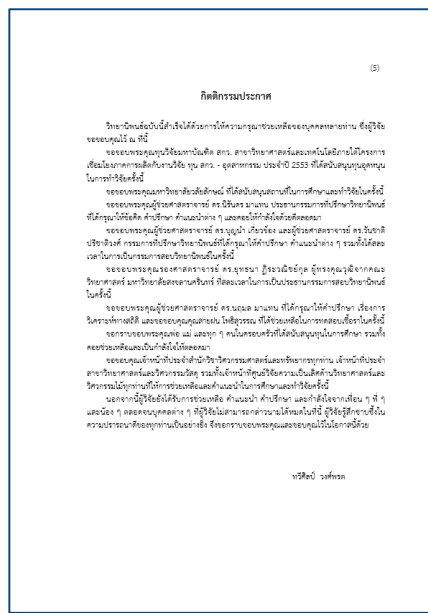 (5)
กิตติกรรมประกาศ
วิทยานิพนธ์ฉบับนี้สำเร็จได้ด้วยการให้ความกรุณาช่วยเหลือของบุคคลหลายท่าน ซึ่งผู้วิจัย
ขอขอบคุณไว้ ณ ที่นี้
ขอขอบพระคุณทุนวิจัยมหาบัณฑิต สกว. สาขาวิทยาศาสตร์และเทคโนโลยีภายใต้โครงการ
เชื่อมโยงภาคการผลิตกับงานวิจัย ทุน สกว. - อุตสาหกรรม ประจำปี 2553 ที่ได้สนับสนุนทุนอุดหนุน
ในการทำวิจัยครั้งนี้
ขอขอบพระคุณมหาวิทยาลัยวลัยลักษณ์ ที่ได้สนับสนุนสถานที่ในการศึกษาและทำวิจัยในครั้งนี้
ขอขอบพระคุณผู้ช่วยศาสตราจารย์ ดร.นิรันดร มาแทน ประธานกรรมการที่ปรึกษาวิทยานิพนธ์
ที่ได้กรุณาให้ข้อคิด คำปรึกษา คำแนะนำต่าง ๆ และคอยให้กำลังใจด้วยดีตลอดมา
ขอขอบพระคุณผู้ช่วยศาสตราจารย์ ดร.บุญนำ เกี่ยวข้อง และผู้ช่วยศาสตราจารย์ ดร.วันชาติ
ปรีชาติวงศ์ กรรมการที่ปรึกษาวิทยานิพนธ์ที่ได้กรุณาให้คำปรึกษา คำแนะนำต่าง ๆ รวมทั้งได้สละ
เวลาในการเป็นกรรมการสอบวิทยานิพนธ์ในครั้งนี้
ขอขอบพระคุณรองศาสตราจารย์ ดร.ยุทธนา ฏิระวณิชย์กุล ผู้ทรงคุณวุฒิจากคณะ
วิทยาศาสตร์ มหาวิทยาลัยสงขลานครินทร์ ที่สละเวลาในการเป็นประธานกรรมการสอบวิทยานิพนธ์
ในครั้งนี้
ขอขอบพระคุณผู้ช่วยศาสตราจารย์ ดร.นฤมล มาแทน ที่ได้กรุณาให้คำปรึกษา เรื่องการ
วิเคราะห์ทางสถิติ และขอขอบคุณคุณสายฝน โพธิสุวรรณ ที่ได้ช่วยเหลือในการทดสอบเชื้อราในครั้งนี้
ขอกราบขอบพระคุณพ่อ แม่ และทุก ๆ คนในครอบครัวที่ได้สนับสนุนทุนในการศึกษา รวมทั้ง
คอยช่วยเหลือและเป็นกำลังใจให้ตลอดมา
ขอขอบคุณเจ้าหน้าที่ประจำสำนักวิชาวิศวกรรมศาสตร์และทรัพยากรทุกท่าน เจ้าหน้าที่ประจำ
สาขาวิทยาศาสตร์และวิศวกรรมวัสดุ รวมทั้งเจ้าหน้าที่ศูนย์วิจัยความเป็นเลิศด้านวิทยาศาสตร์และ
วิศวกรรมไม้ทุกท่านที่ให้การช่วยเหลือและคำแนะนำในการศึกษาและทำวิจัยครั้งนี้
นอกจากนี้ผู้วิจัยยังได้รับการช่วยเหลือ คำแนะนำ คำปรึกษา และกำลังใจจากเพื่อน ๆ พี่ ๆ
และน้อง ๆ ตลอดจนบุคคลต่าง ๆ ที่ผู้วิจัยไม่สามารถกล่าวนามได้หมดในที่นี้ ผู้วิจัยรู้สึกซาบซึ้งใน
ความปรารถนาดีของทุกท่านเป็นอย่างยิ่ง จึงขอกราบขอบพระคุณและขอบคุณไว้ในโอกาสนี้ด้วย
ทวีศิลป์ วงศ์พรต